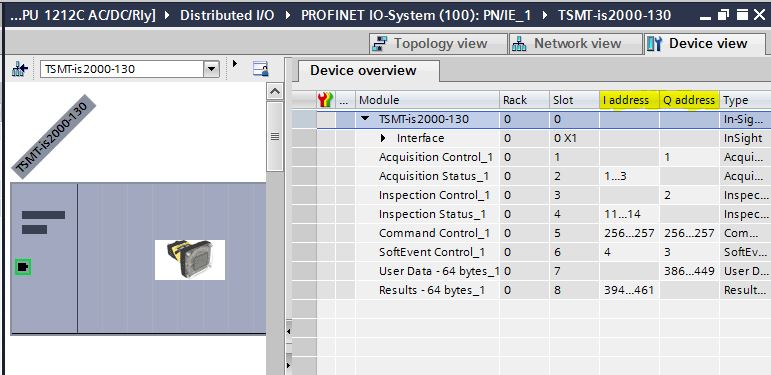 ...PU 1212C AC/DC/Rly] ▸ Distributed I/O ▸ PROFINET IO-System (100): PN/IE_1 ▸ TSMT-is2000-130
Topology view Network view Device view
TSMT-is2000-130
Device overview
... Module Rack Slot I address Q address Type
TSMT-is2000-130 0 0 In-Sig...
Interface 0 0 X1 InSight
Acquisition Control_1 0 1 1 Acqui...
Acquisition Status_1 0 2 1...3 Acqui...
Inspection Control_1 0 3 2 Inspec...
Inspection Status_1 0 4 11...14 Inspec...
Command Control_1 0 5 256...257 256...257 Com...
SoftEvent Control_1 0 6 4 3 SoftEv...
User Data - 64 bytes_1 0 7 386...449 User D...
Results - 64 bytes_1 0 8 394...461 Result...
TSMT-is2000-130